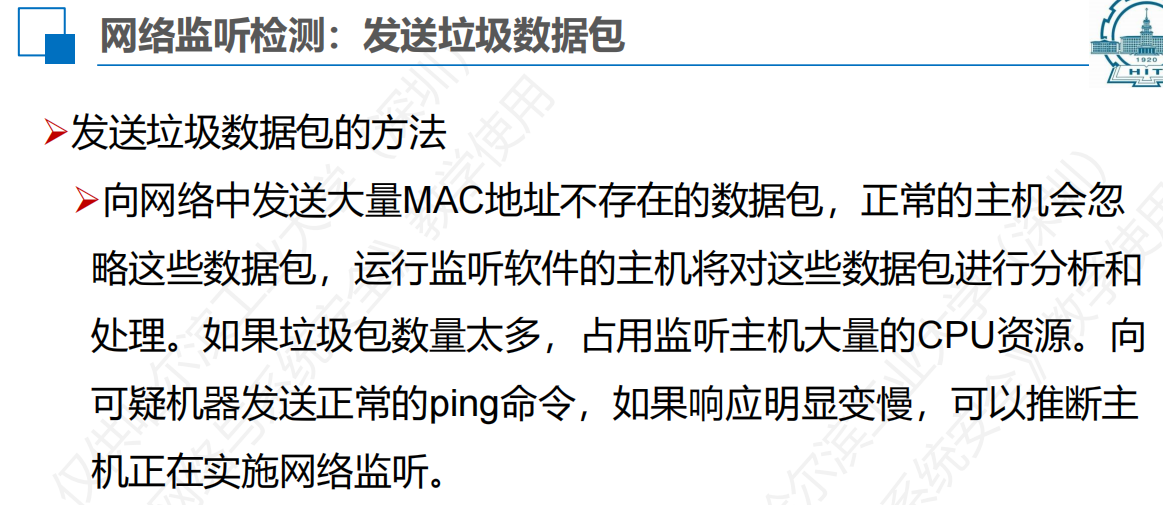 网络监听检测：发送垃圾数据包
1920
HIT
发送垃圾数据包的方法
向网络中发送大量MAC地址不存在的数据包，正常的主机会忽
略这些数据包，运行监听软件的主机将对这些数据包进行分析和
处理。如果垃圾包数量太多，占用监听主机大量的CPU资源。向
可疑机器发送正常的ping命令，如果响应明显变慢，可以推断主
机正在实施网络监听。